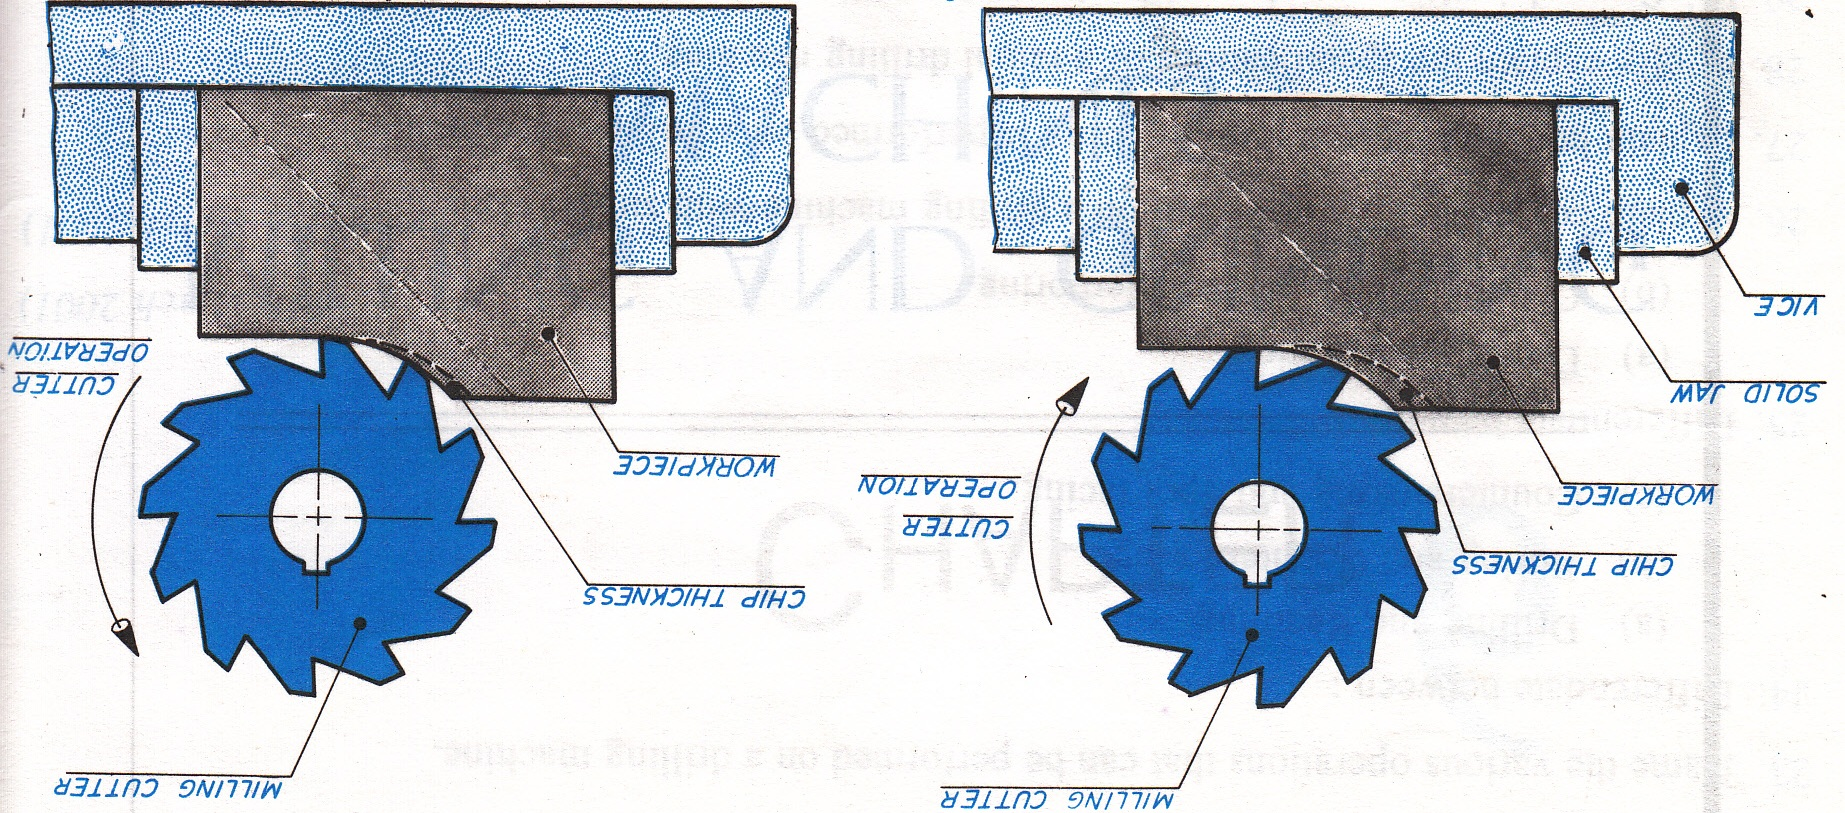 MILLING CUTTER
CHIP THICKNESS
CUTTER
OPERATION
WORKPIECE
SOLID JAW
VICE
MILLING CUTTER
CHIP THICKNESS
WORKPIECE
CUTTER
OPERATION